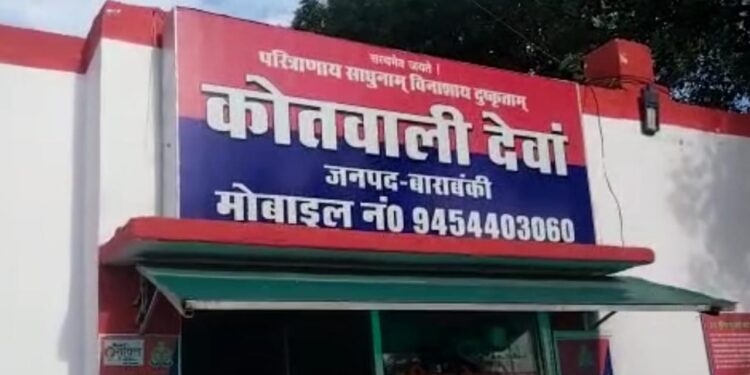 सत्यमेव जयते !
परित्राणाय साधुनाम् विनाशाय दुष्कृताम्
कोतवाली देवां
जनपद-बाराबंकी
मोबाइल नं0 9454403060